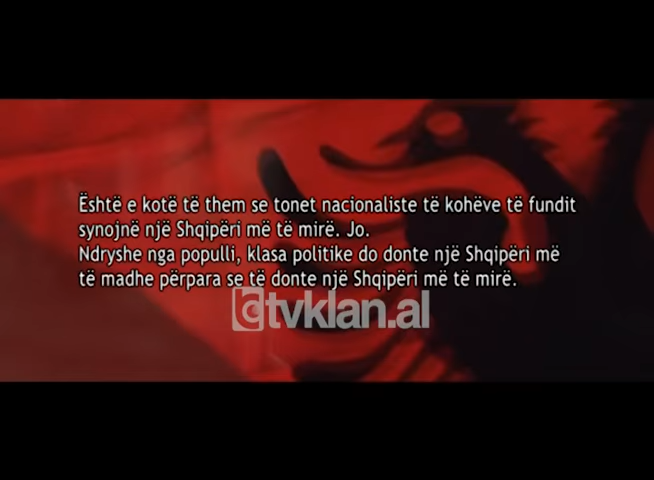 Është e kotë të them se tonet nacionaliste të kohëve të fundit
synojnë një Shqipëri më të mirë. Jo.
Ndryshe nga populli, klasa politike do donte një Shqipëri më
të madhe përpara se të donte një Shqipëri më të mirë.
tvklan.al